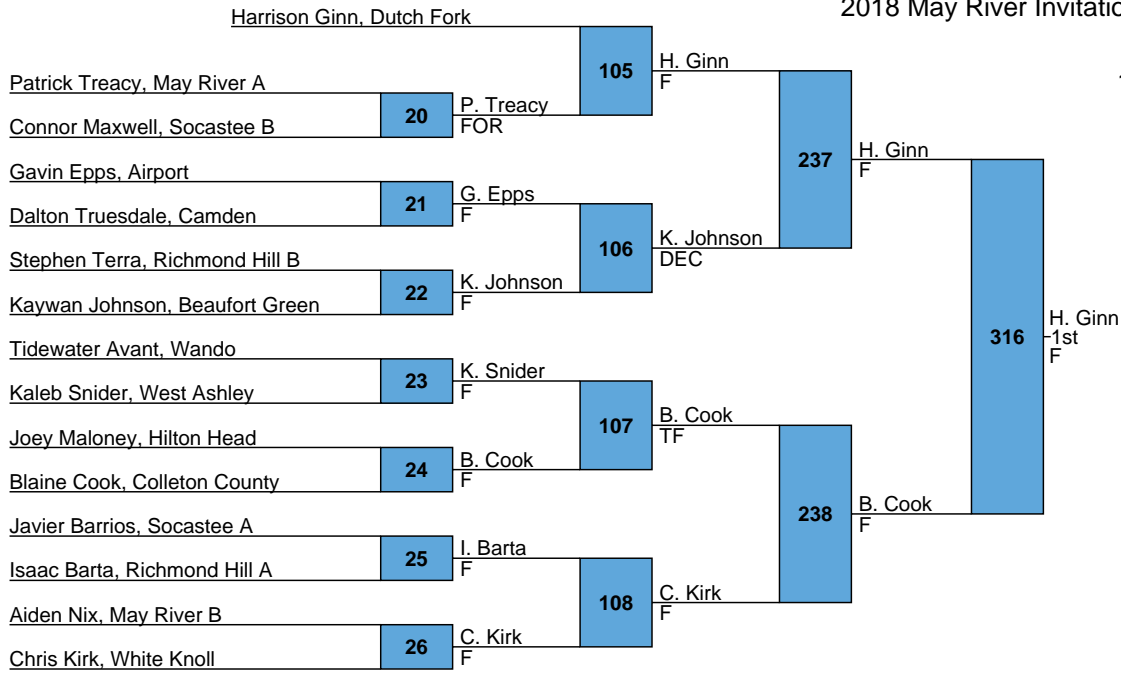 2018 May River Invitatio
Harrison Ginn, Dutch Fork
105
H. Ginn
F
Patrick Treacy, May River A
20
P. Treacy
FOR
Connor Maxwell, Socastee B
237
H. Ginn
F
Gavin Epps, Airport
21
G. Epps
F
Dalton Truesdale, Camden
106
K. Johnson
DEC
Stephen Terra, Richmond Hill B
22
K. Johnson
F
Kaywan Johnson, Beaufort Green
316
H. Ginn
1st
F
Tidewater Avant, Wando
23
K. Snider
F
Kaleb Snider, West Ashley
107
B. Cook
TF
Joey Maloney, Hilton Head
24
B. Cook
F
Blaine Cook, Colleton County
238
B. Cook
F
Javier Barrios, Socastee A
25
I. Barta
F
Isaac Barta, Richmond Hill A
108
C. Kirk
F
Aiden Nix, May River B
26
C. Kirk
F
Chris Kirk, White Knoll